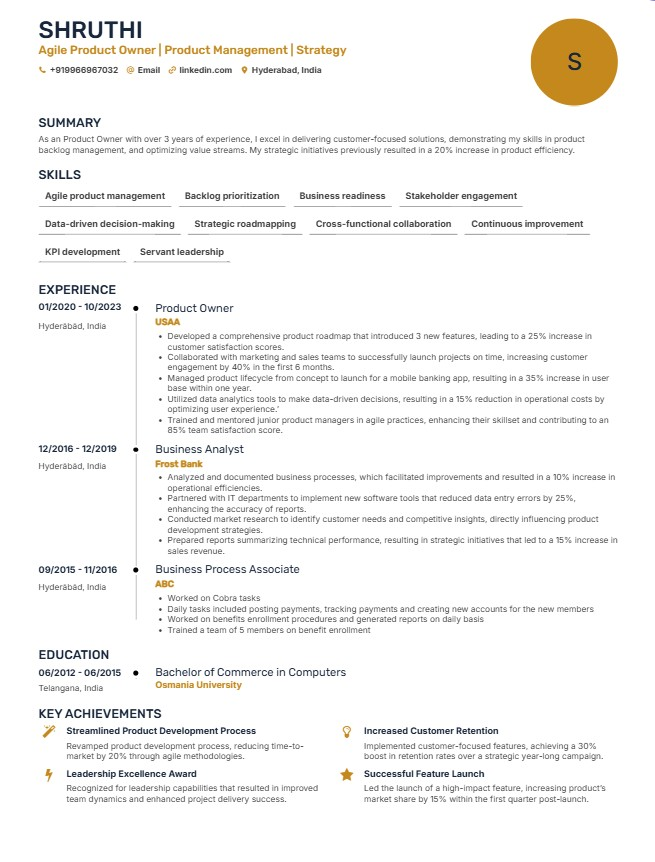 SHRUTHI
Agile Product Owner | Product Management | Strategy
+919966967032 Email linkedin.com Hyderabad, India
S
SUMMARY
As an Product Owner with over 3 years of experience, I excel in delivering customer-focused solutions, demonstrating my skills in product
backlog management, and optimizing value streams. My strategic initiatives previously resulted in a 20% increase in product efficiency.
SKILLS
Agile product management Backlog prioritization Business readiness Stakeholder engagement
Data-driven decision-making Strategic roadmapping Cross-functional collaboration Continuous improvement
KPI development Servant leadership
EXPERIENCE
01/2020 - 10/2023
Hyderābād, India
Product Owner
USAA
• Developed a comprehensive product roadmap that introduced 3 new features, leading to a 25% increase in
customer satisfaction scores.
• Collaborated with marketing and sales teams to successfully launch projects on time, increasing customer
engagement by 40% in the first 6 months.
• Managed product lifecycle from concept to launch for a mobile banking app, resulting in a 35% increase in user
base within one year.
• Utilized data analytics tools to make data-driven decisions, resulting in a 15% reduction in operational costs by
optimizing user experience.'
• Trained and mentored junior product managers in agile practices, enhancing their skillset and contributing to an
85% team satisfaction score.
12/2016 - 12/2019
Hyderābād, India
Business Analyst
Frost Bank
• Analyzed and documented business processes, which facilitated improvements and resulted in a 10% increase in
operational efficiencies.
• Partnered with IT departments to implement new software tools that reduced data entry errors by 25%,
enhancing the accuracy of reports.
• Conducted market research to identify customer needs and competitive insights, directly influencing product
development strategies.
• Prepared reports summarizing technical performance, resulting in strategic initiatives that led to a 15% increase in
sales revenue.
09/2015 - 11/2016
Hyderābād, India
Business Process Associate
ABC
• Worked on Cobra tasks
• Daily tasks included posting payments, tracking payments and creating new accounts for the new members
• Worked on benefits enrollment procedures and generated reports on daily basis
• Trained a team of 5 members on benefit enrollment
EDUCATION
06/2012 - 06/2015
Telangana, India
Bachelor of Commerce in Computers
Osmania University
KEY ACHIEVEMENTS
Streamlined Product Development Process
Revamped product development process, reducing time-to-
market by 20% through agile methodologies.
Increased Customer Retention
Implemented customer-focused features, achieving a 30%
boost in retention rates over a strategic year-long campaign.
Leadership Excellence Award
Recognized for leadership capabilities that resulted in improved
team dynamics and enhanced project delivery success.
Successful Feature Launch
Led the launch of a high-impact feature, increasing product's
market share by 15% within the first quarter post-launch.